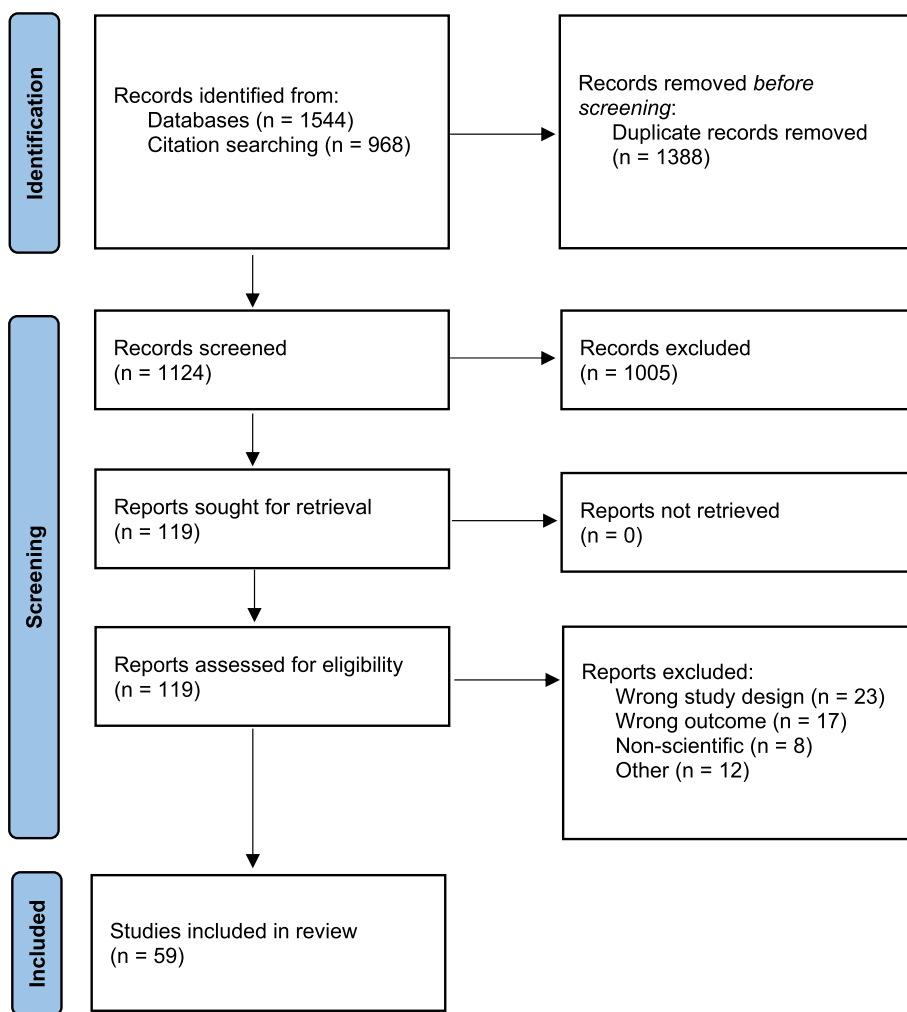 Identification
Records identified from:
Databases (n = 1544)
Citation searching (n = 968)
Records removed before
screening:
Duplicate records removed
(n = 1388)
Screening
Records screened
(n = 1124)
Records excluded
(n = 1005)
Reports sought for retrieval
(n = 119)
Reports not retrieved
(n = 0)
Reports assessed for eligibility
(n = 119)
Reports excluded:
Wrong study design (n = 23)
Wrong outcome (n = 17)
Non-scientific (n = 8)
Other (n = 12)
Included
Studies included in review
(n = 59)